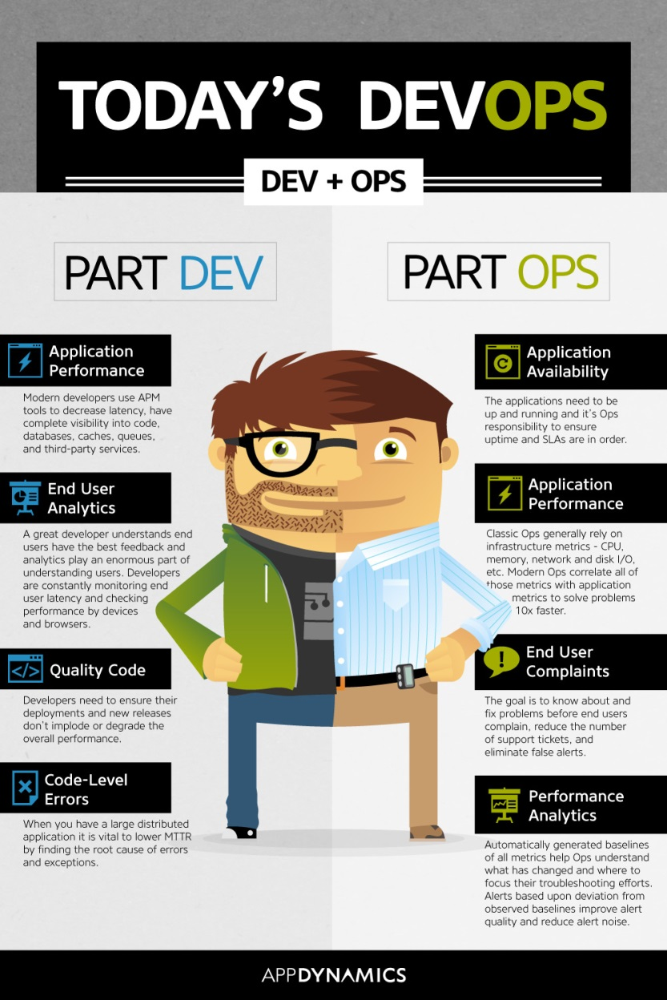 TODAY'S DEVOPS
DEV + OPS
PART DEV
Application
Performance
Modern developers use APM
tools to decrease latency, have
complete visibility into code,
databases, caches, queues,
and third-party services.
End User
Analytics
A great developer understands end
users have the best feedback and
analytics play an enormous part of
understanding users. Developers
are constantly monitoring end
user latency and checking
performance by devices
and browsers.
</>
Quality Code
Developers need to ensure their
deployments and new releases
don't implode or degrade the
overall performance.
Code-Level
Errors
When you have a large distributed
application it is vital to lower MTTR
by finding the root cause of errors
and exceptions.
PART OPS
Application
Availability
The applications need to be
up and running and it's Ops
responsibility to ensure
uptime and SLAs are in order.
Application
Performance
Classic Ops generally rely on
infrastructure metrics - CPU,
memory, network and disk I/O,
etc. Modern Ops correlate all of
those metrics with application
metrics to solve problems
10x faster.
!
End User
Complaints
The goal is to know about and
fix problems before end users
complain, reduce the number
of support tickets, and
eliminate false alerts.
Performance
Analytics
Automatically generated baselines
of all metrics help Ops understand
what has changed and where to
focus their troubleshooting efforts.
Alerts based upon deviation from
observed baselines improve alert
quality and reduce alert noise.
APPDYNAMICS